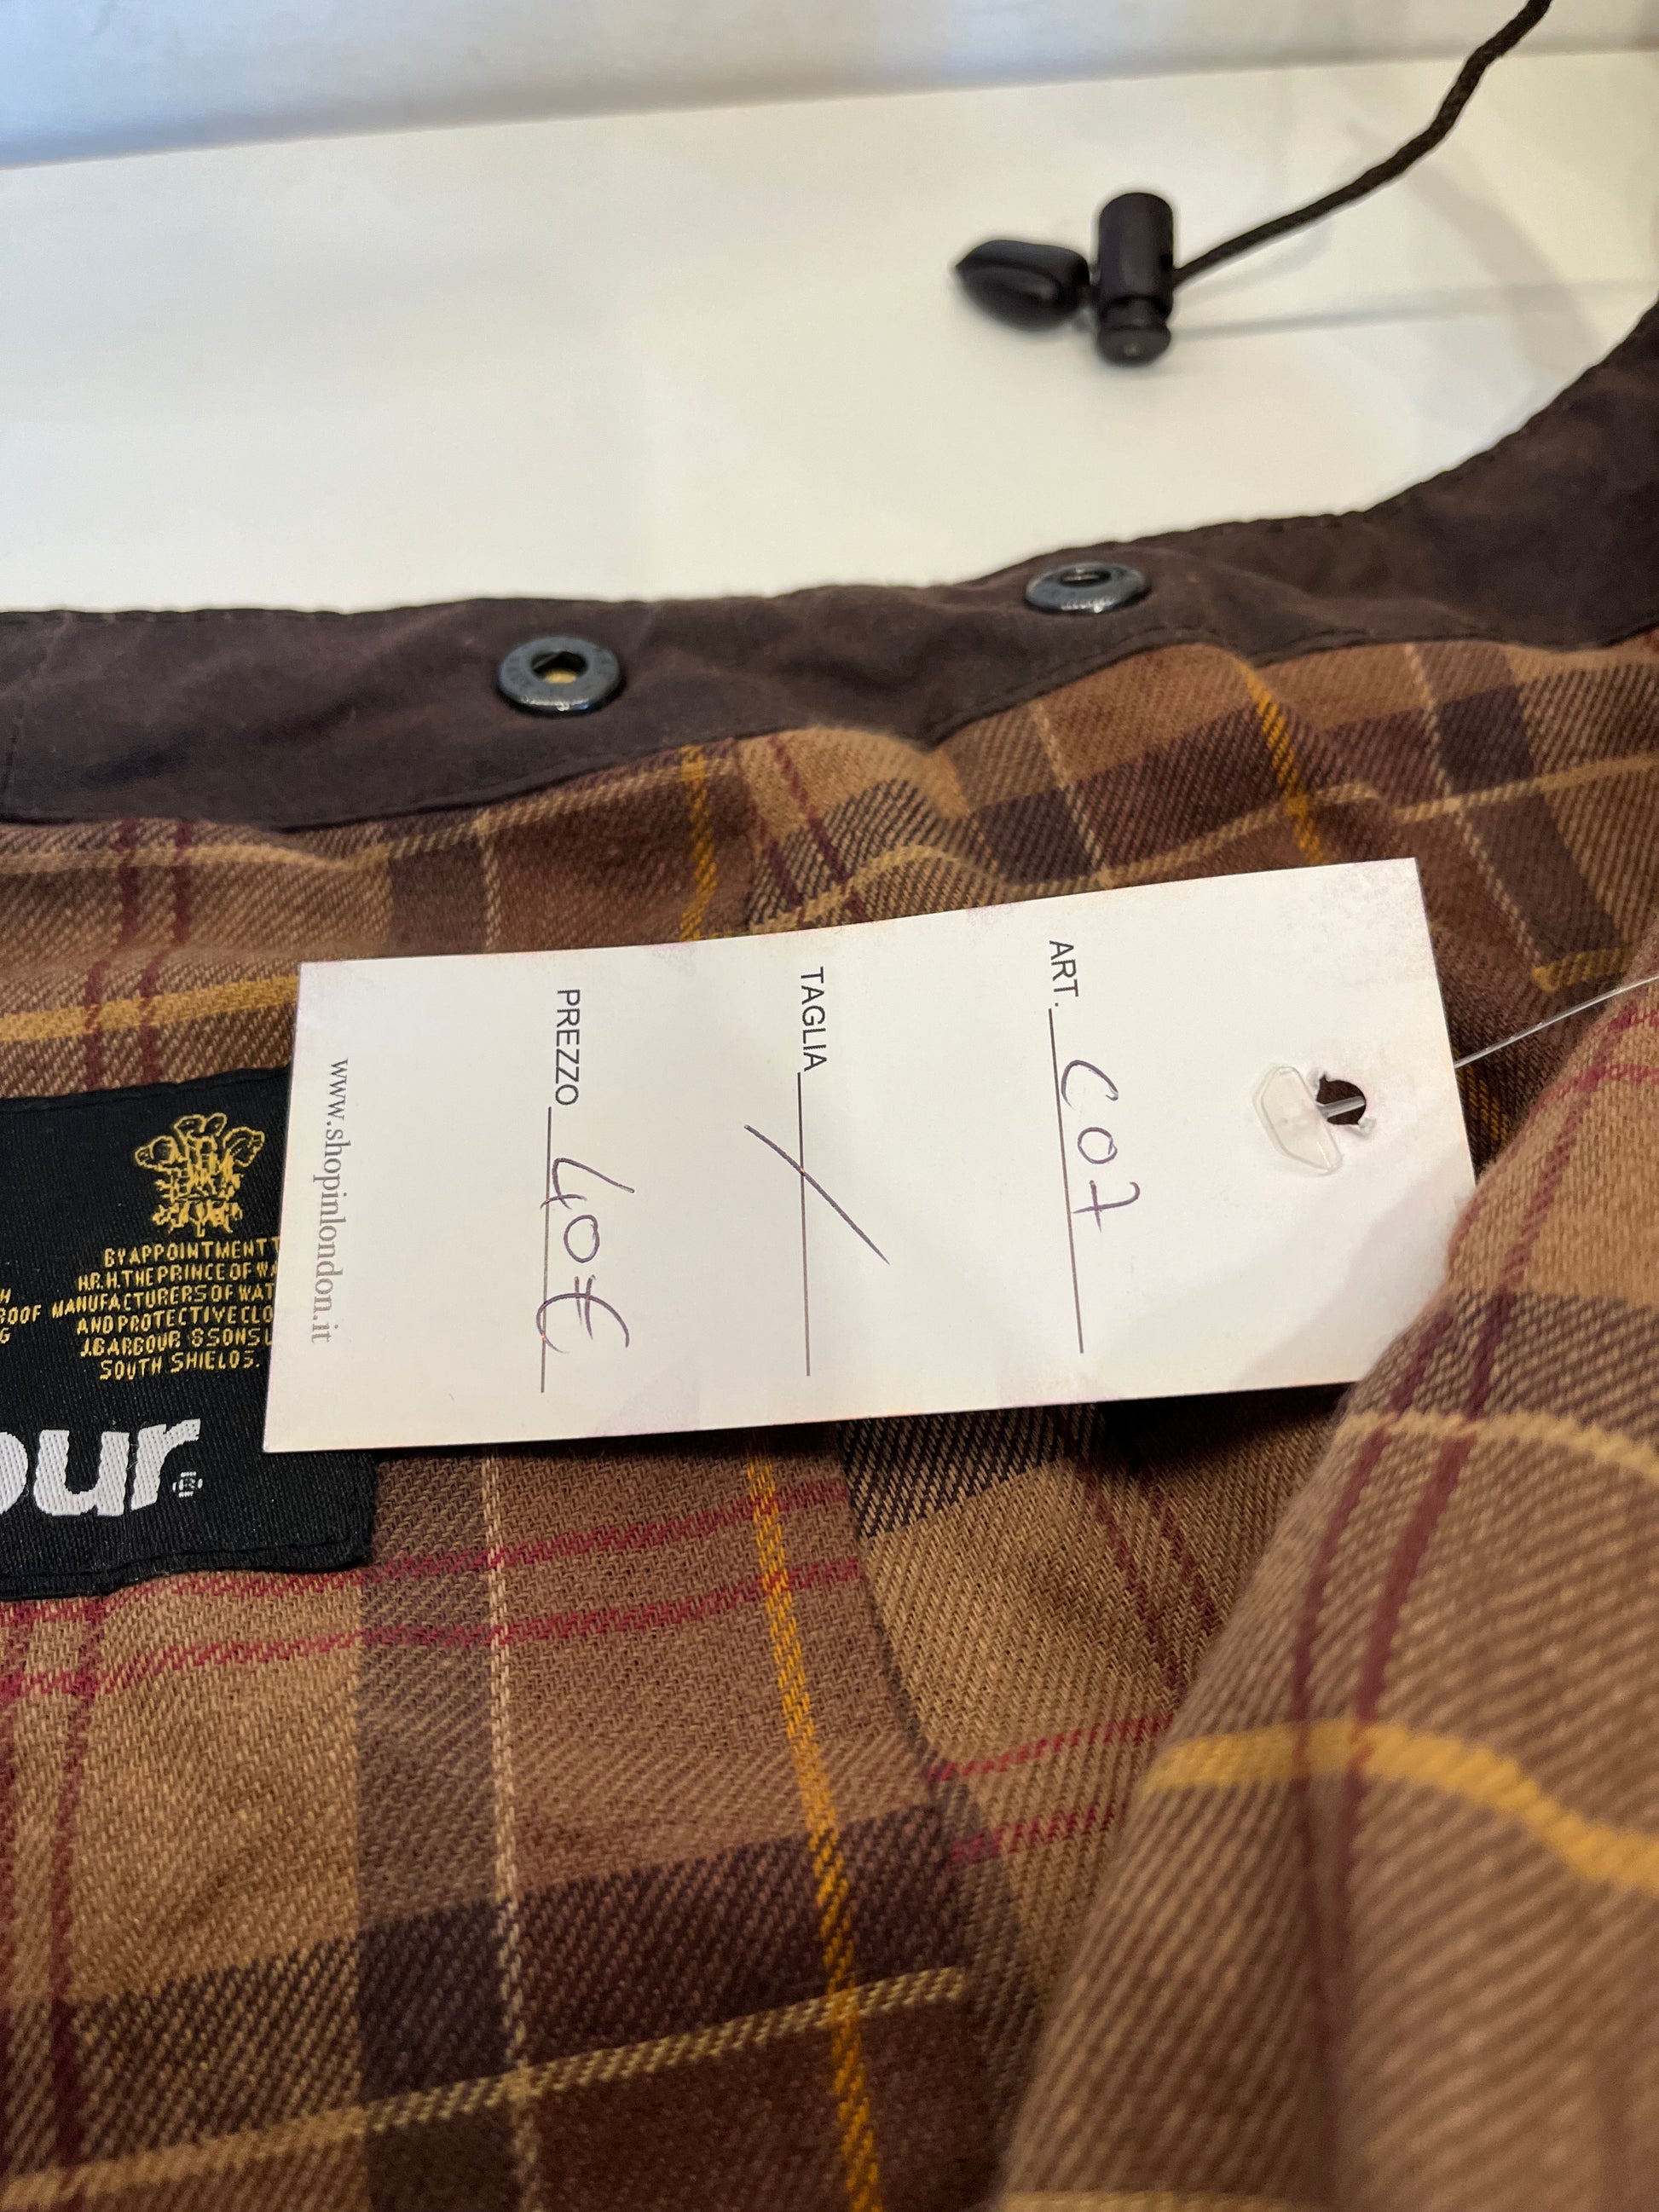 ART. C07
TAGLIA /
PREZZO 40€
www.shopinlondon.it
BY APPOINTMENT T
H.R.H. THE PRINCE OF WA
MANUFACTURERS OF WAT
AND PROTECTIVE CLO
J. BARBOUR & SONS L
SOUTH SHIELDS.
H
ROOF
G
our®